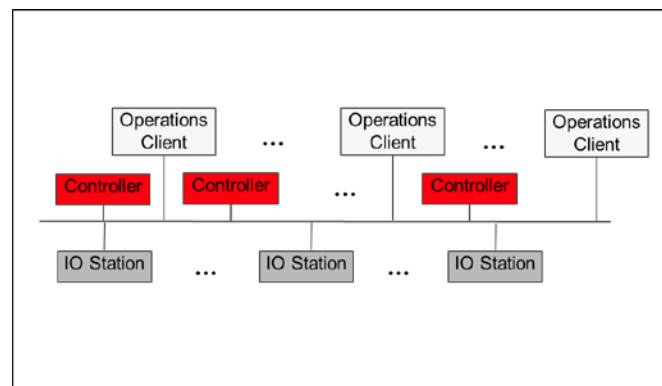 Operations
Client
...
Operations
Client
...
Operations
Client
Controller
Controller
...
Controller
IO Station
...
IO Station
...
IO Station